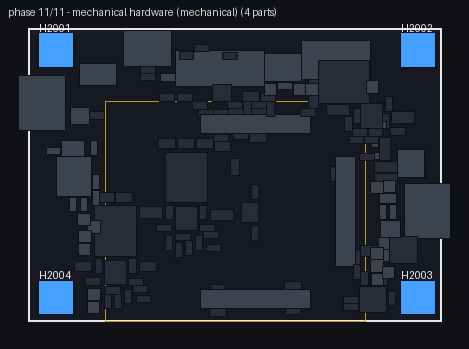 phase 11/11 - mechanical hardware (mechanical) (4 parts)
H2001
H2002
H2004
H2003